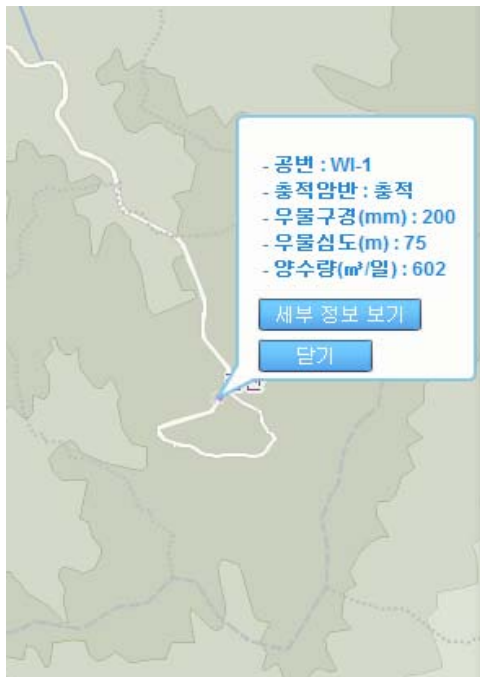 - 공번 : WI-1
- 충적암반 : 충적
- 우물구경(mm) : 200
- 우물심도(m) : 75
- 양수량(㎥/일) : 602
세부 정보 보기
닫기